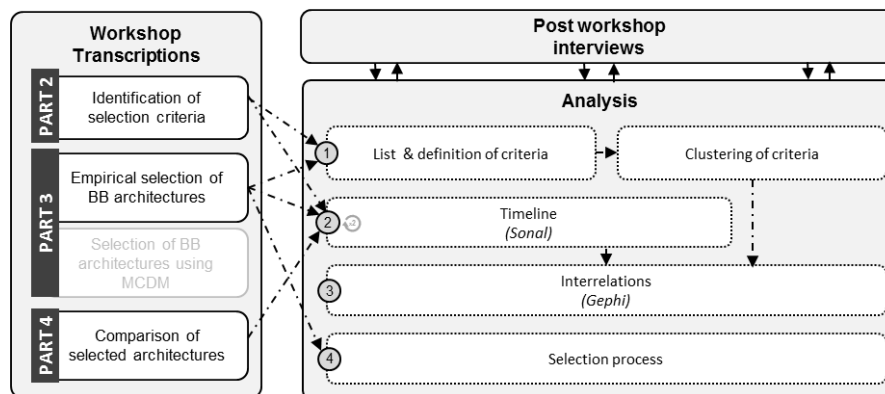 Workshop
Transcriptions
PART 2
Identification of
selection criteria
PART 3
Empirical selection of
BB architectures
Selection of BB
architectures using
MCDM
PART 4
Comparison of
selected architectures
Post workshop
interviews
Analysis
1
List & definition of criteria
Clustering of criteria
2
Timeline
(Sonal)
3
Interrelations
(Gephi)
4
Selection process